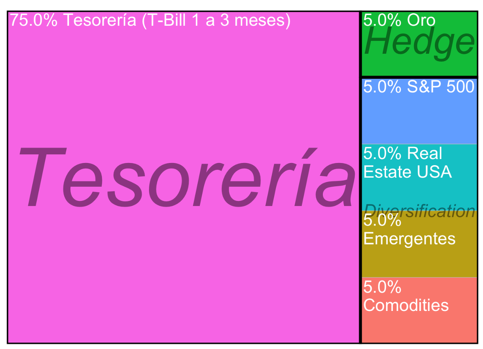 75.0% Tesorería (T-Bill 1 a 3 meses)
Tesorería
5.0% Oro
Hedge
5.0% S&P 500
5.0% Real
Estate USA
Diversification
5.0%
Emergentes
5.0%
Comodities